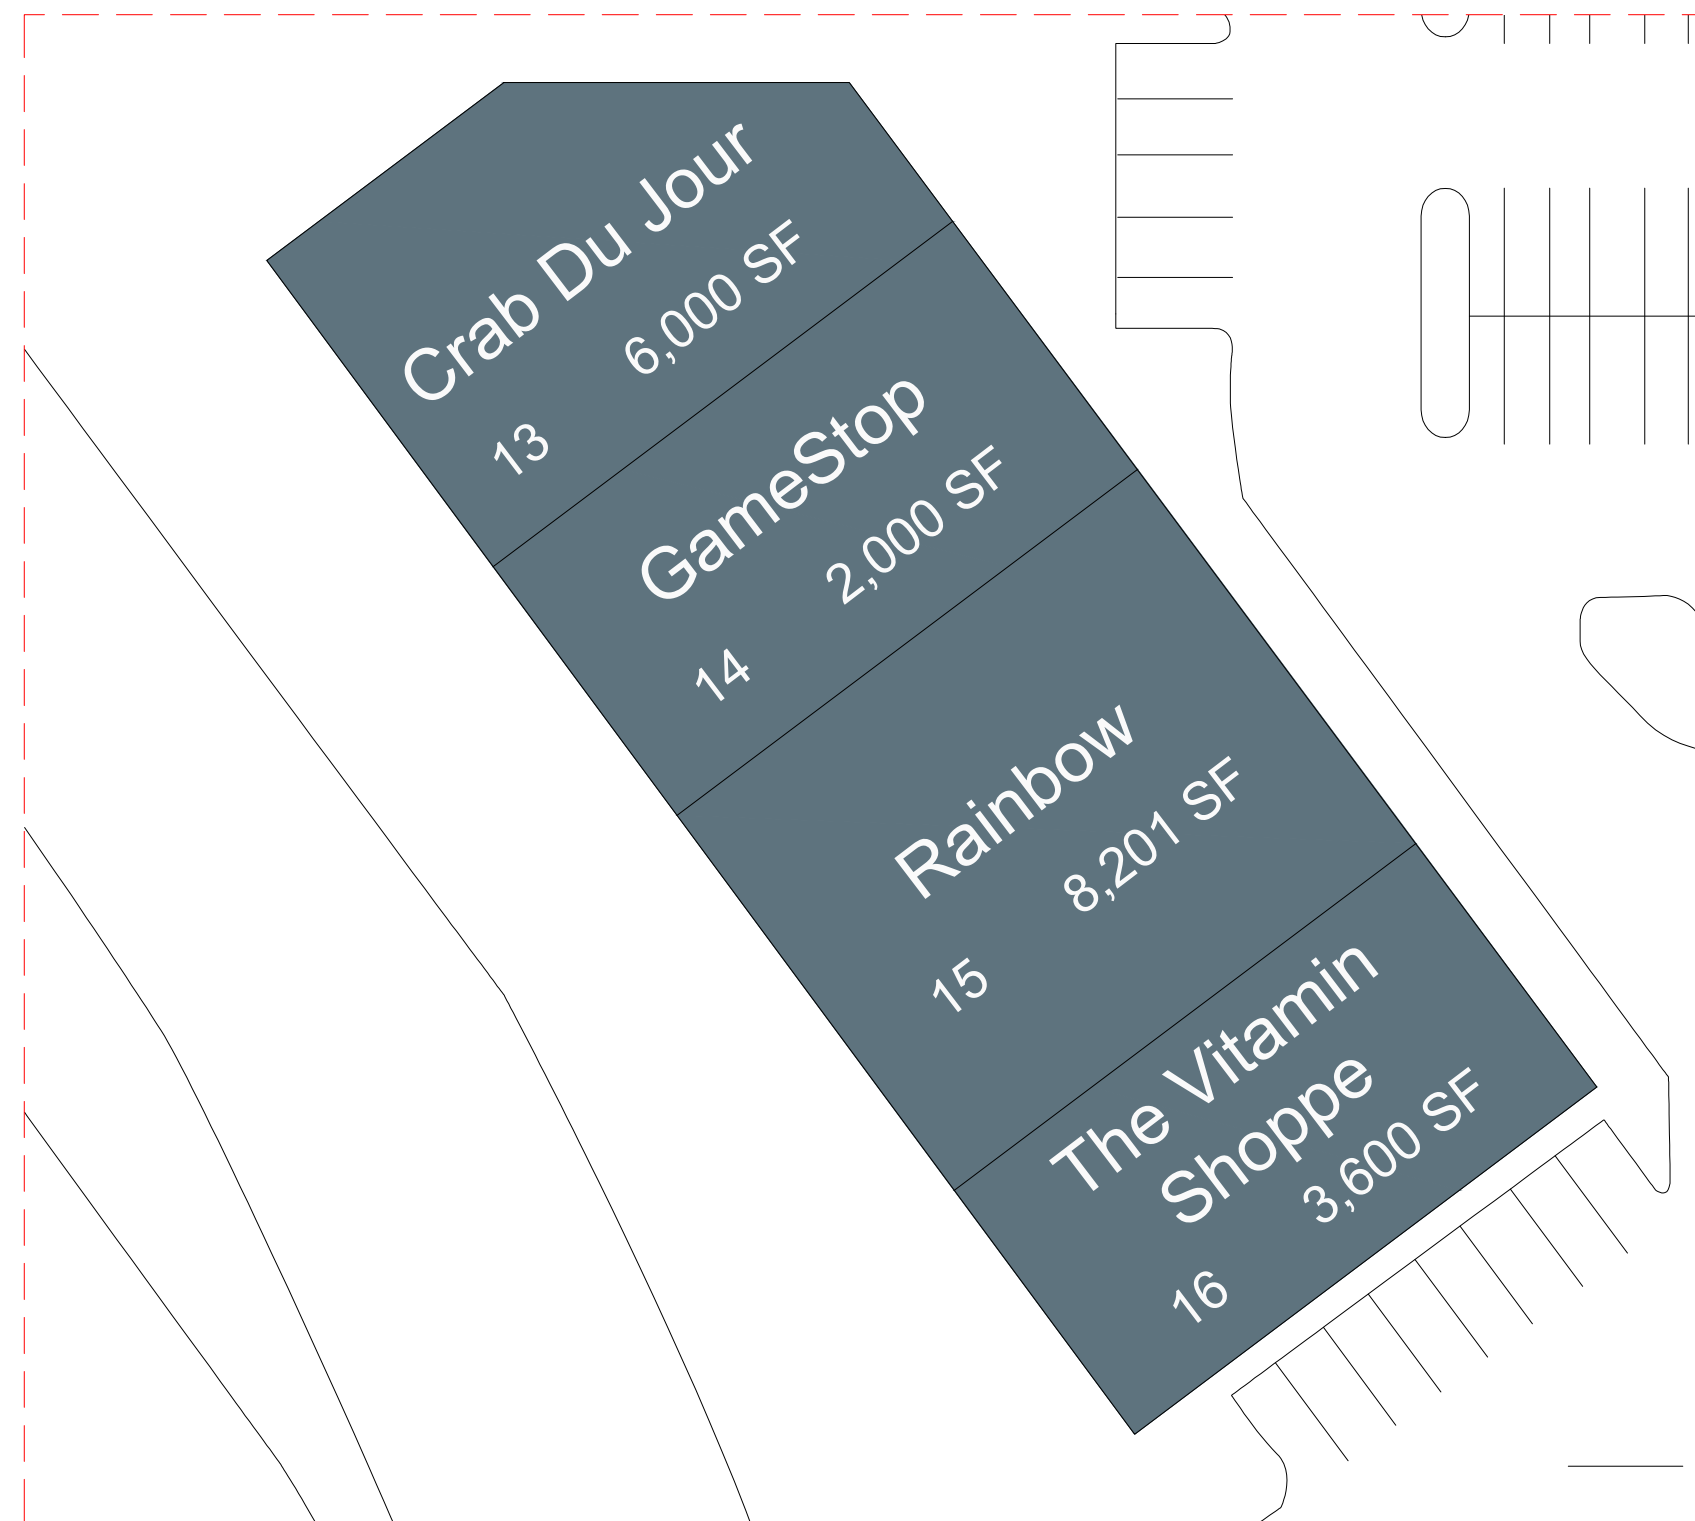 Crab Du Jour
6,000 SF
13
GameStop
2,000 SF
14
Rainbow
8,201 SF
15
The Vitamin
Shoppe
3,600 SF
16